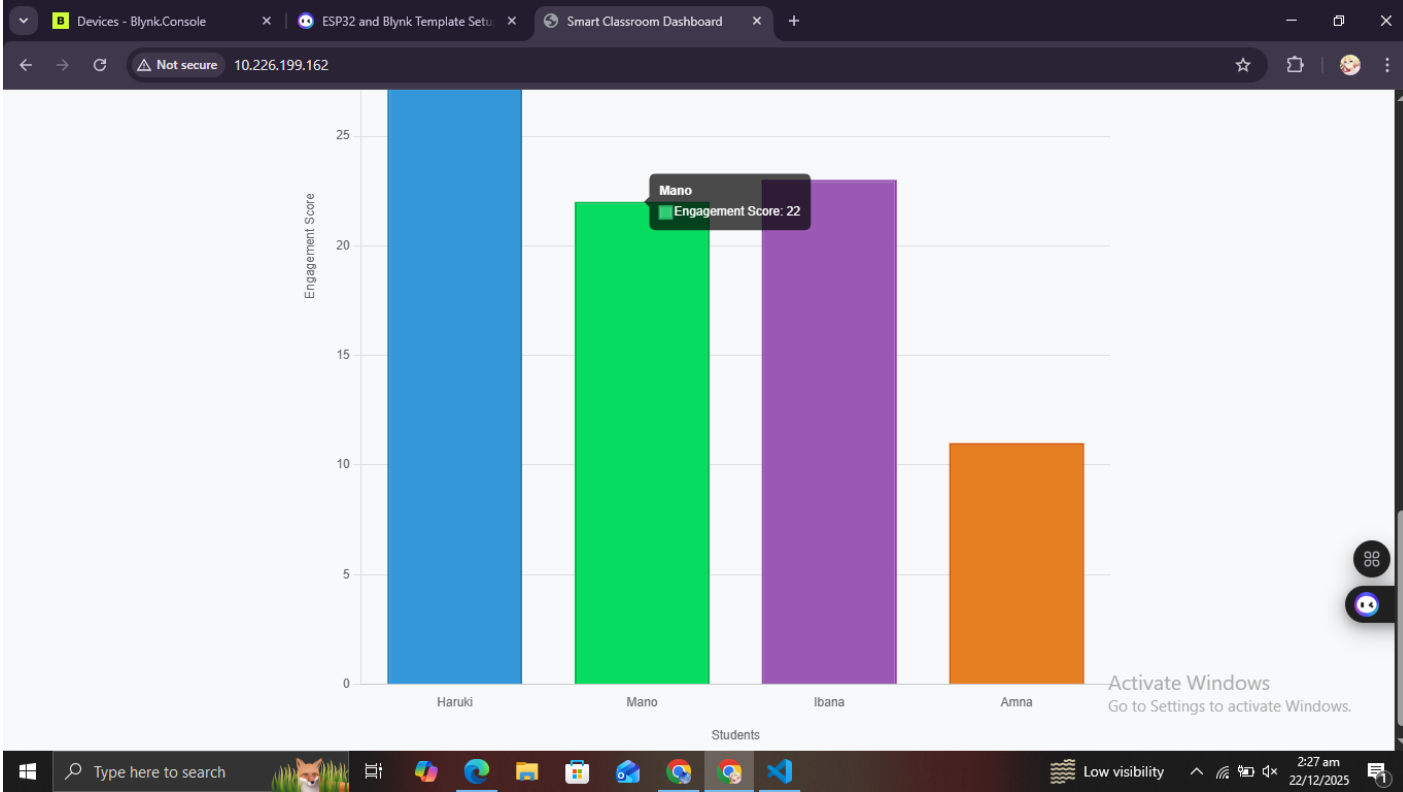 B Devices - Blynk.Console
ESP32 and Blynk Template Setu
Smart Classroom Dashboard
Not secure 10.226.199.162
25
20
15
10
5
0
Engagement Score
Mano
Engagement Score: 22
Haruki Mano Ibana Amna
Students
Activate Windows
Go to Settings to activate Windows.
Type here to search
Low visibility
2:27 am
22/12/2025
1